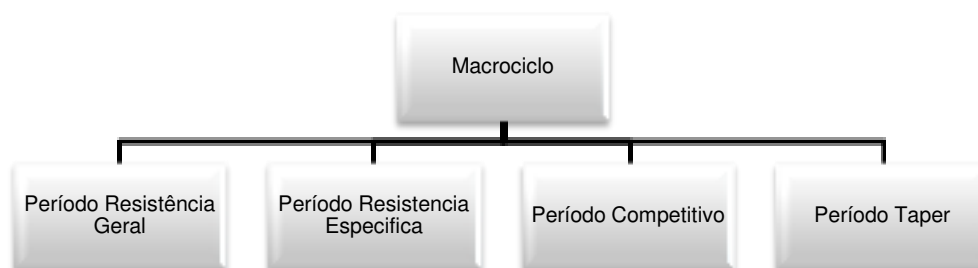 Macrociclo
Período Resistência
Geral
Período Resistencia
Especifica
Período Competitivo
Período Taper